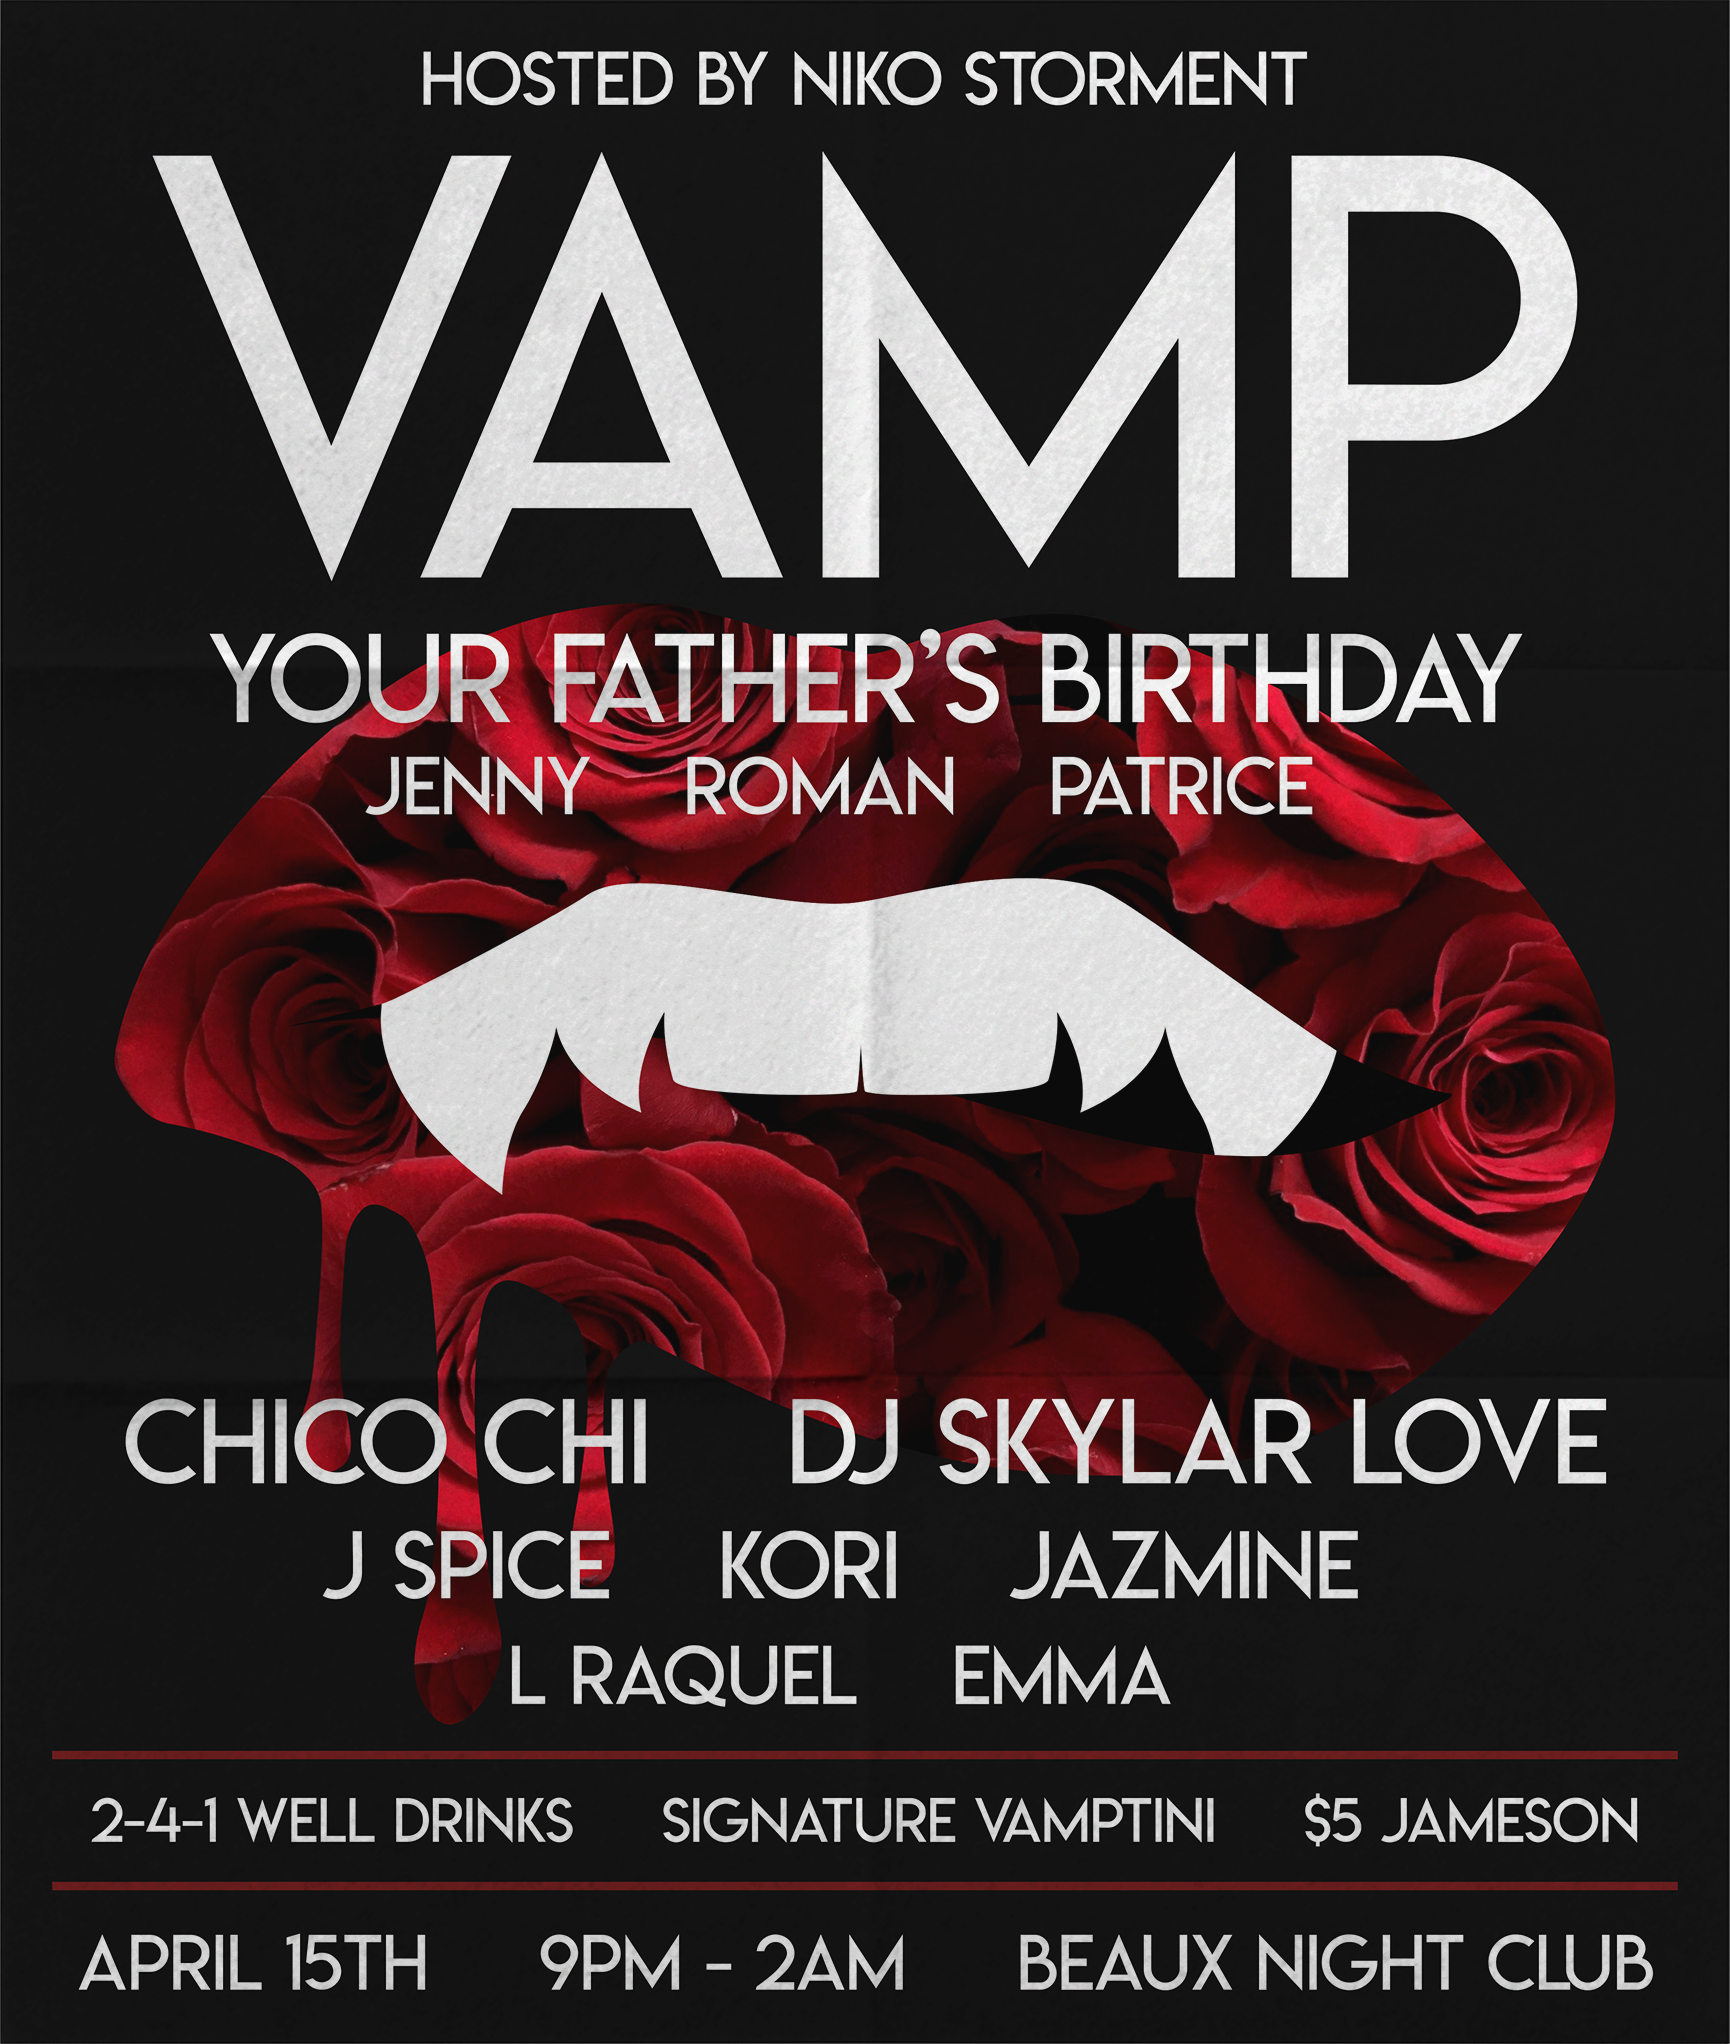 HOSTED BY NIKO STORMENT
VAMP
YOUR FATHER’S BIRTHDAY
JENNY ROMAN PATRICE
CHICO CHI DJ SKYLAR LOVE
J SPICE KORI JAZMINE
L RAQUEL EMMA
2-4-1 WELL DRINKS SIGNATURE VAMPTINI $5 JAMESON
APRIL 15TH 9PM - 2AM BEAUX NIGHT CLUB